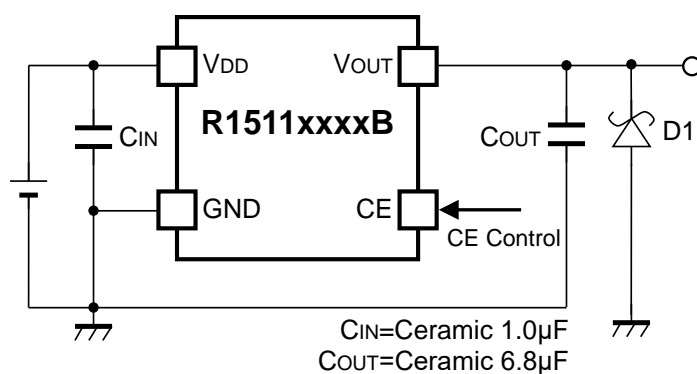 VDD
VOUT
R1511xxxxB
CIN
COUT
D1
GND
CE
CE Control
CIN=Ceramic 1.0μF
COUT=Ceramic 6.8μF